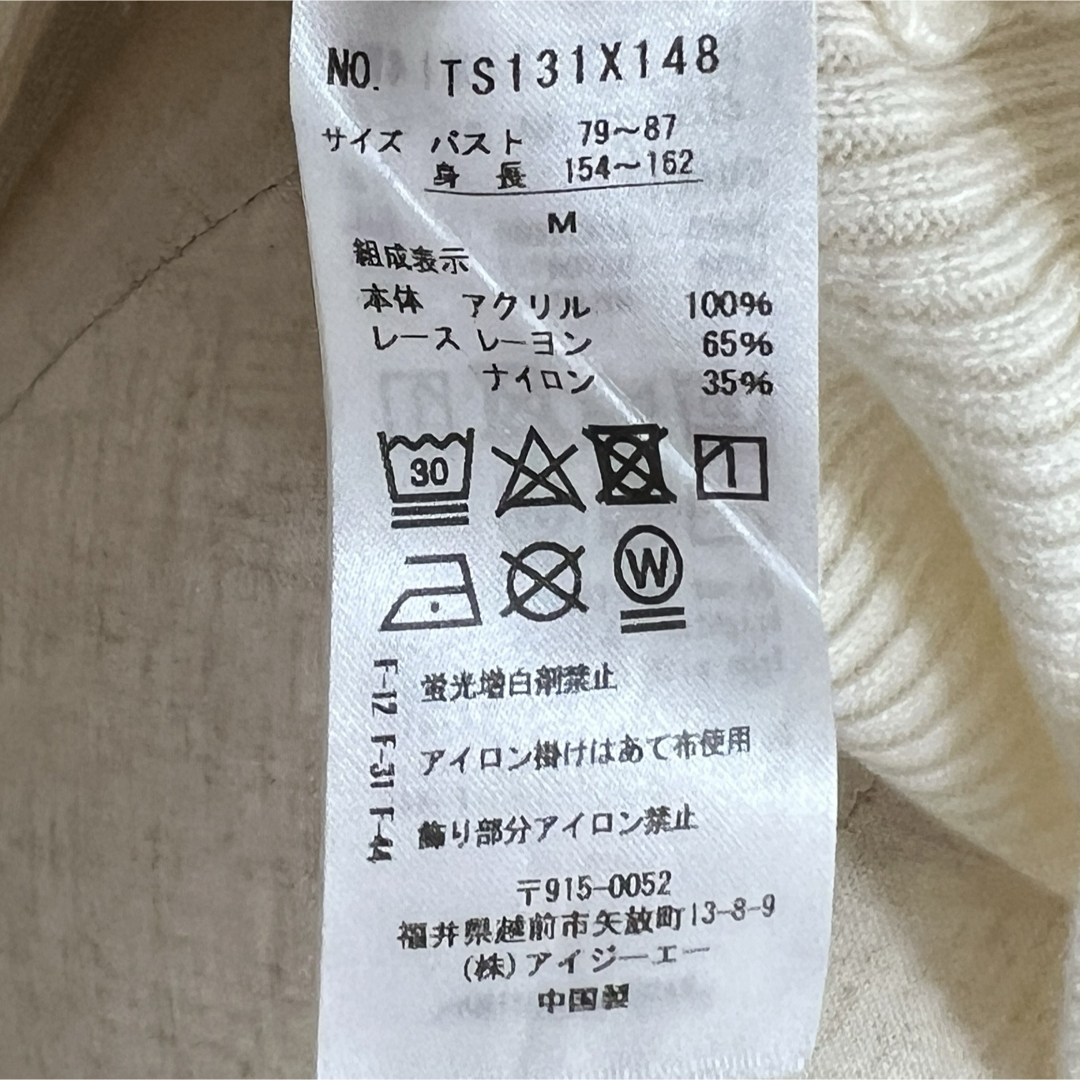 NO. TS131X148
サイズ バスト 79～87
身長 154～162
M
組成表示
本体 アクリル 100%
レース レーヨン 65%
ナイロン 35%
30
W
蛍光増白剤禁止
アイロン掛けはあて布使用
飾り部分アイロン禁止
F-12 F-31 F-44
〒915-0052
福井県越前市矢放町13-8-9
(株)アイジーエー
中国製